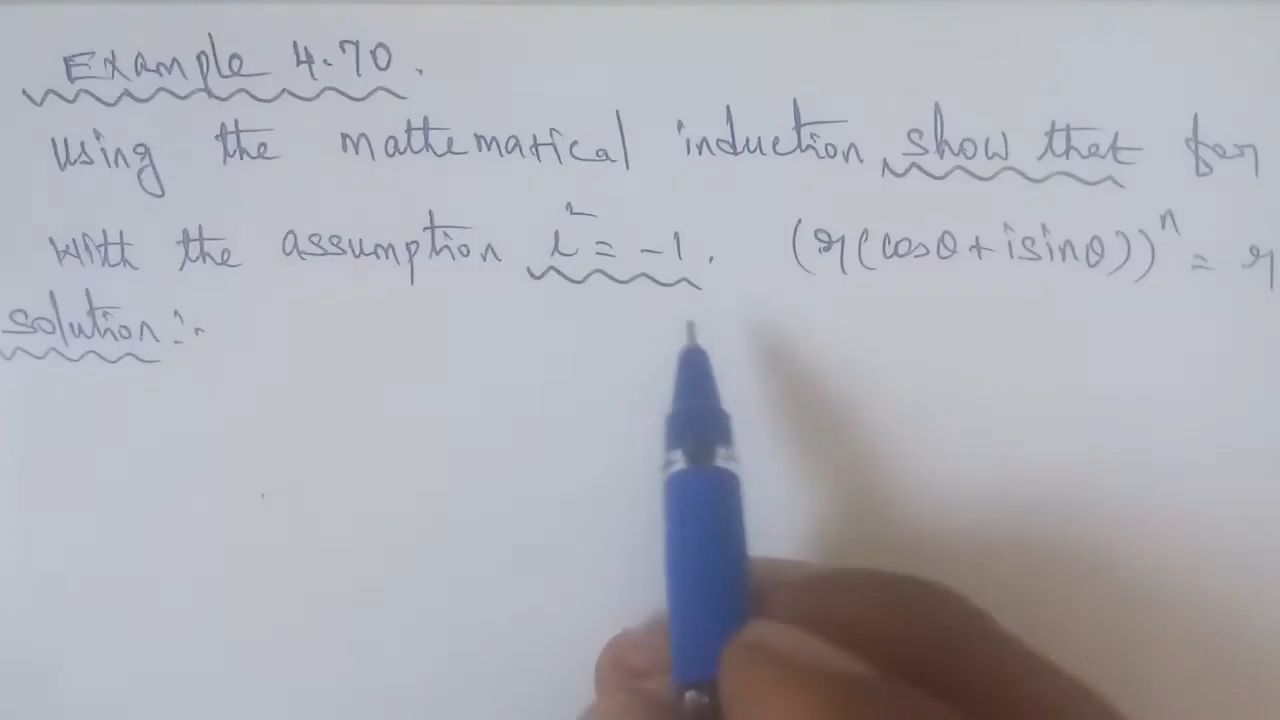 Example 4.70.
Using the mathematical induction, show that for
with the assumption i² = -1. (r(cosθ + isinθ))ⁿ = r
solution:-